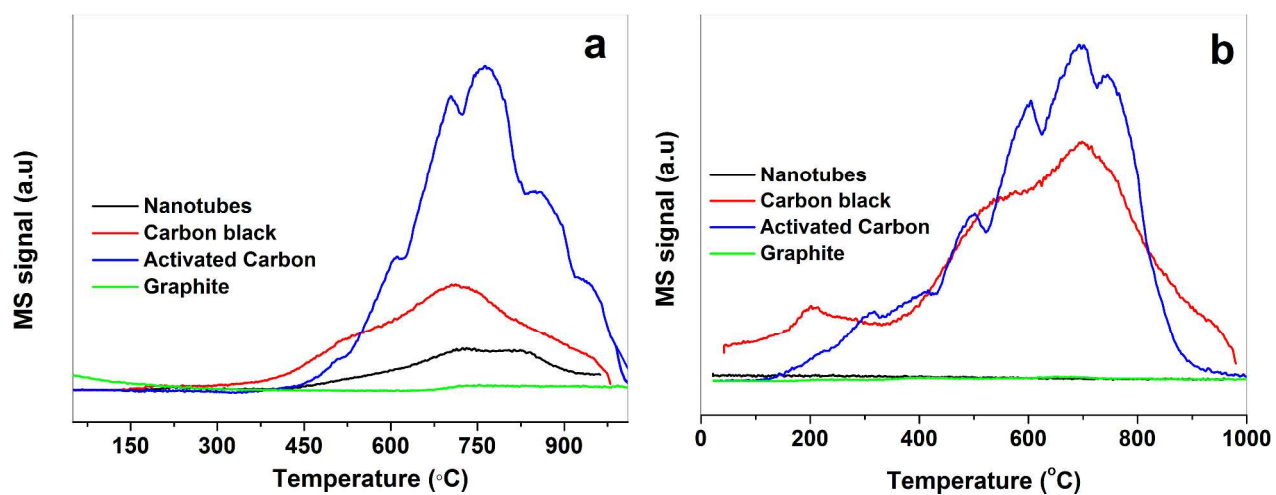 a
MS signal (a.u)
Nanotubes
Carbon black
Activated Carbon
Graphite
150 300 450 600 750 900
Temperature (◦C)
b
MS signal (a.u)
Nanotubes
Carbon black
Activated Carbon
Graphite
0 200 400 600 800 1000
Temperature (°C)